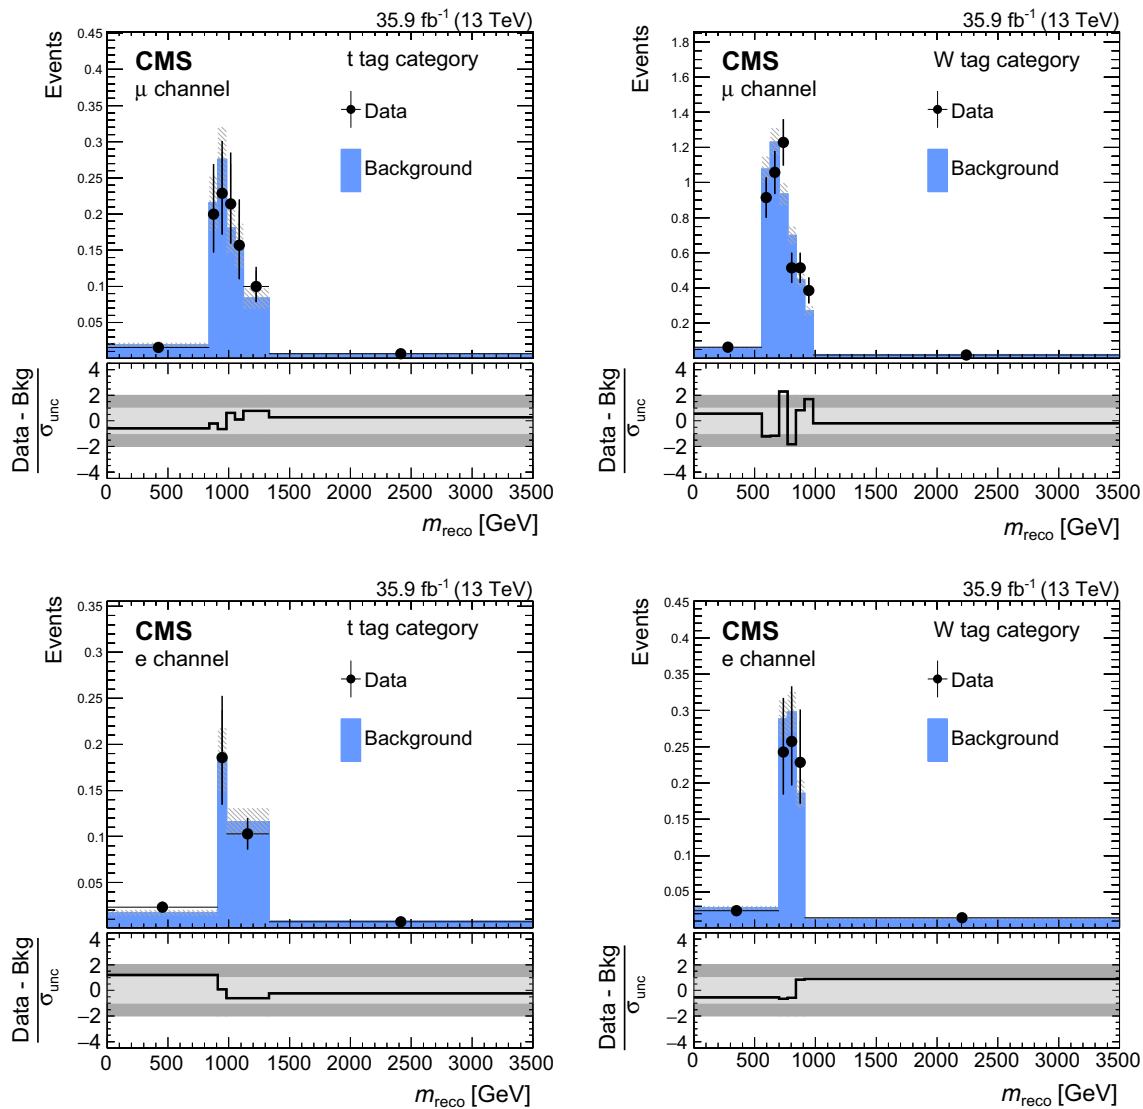 35.9 fb⁻¹ (13 TeV)
Events
0.45
0.4
0.35
0.3
0.25
0.2
0.15
0.1
0.05
CMS
μ channel
t tag category
Data
Background
Data - Bkg
σunc
4
2
0
−2
−4
0 500 1000 1500 2000 2500 3000 3500
mreco [GeV]
35.9 fb⁻¹ (13 TeV)
Events
1.8
1.6
1.4
1.2
1
0.8
0.6
0.4
0.2
CMS
μ channel
W tag category
Data
Background
Data - Bkg
σunc
4
2
0
−2
−4
0 500 1000 1500 2000 2500 3000 3500
mreco [GeV]
35.9 fb⁻¹ (13 TeV)
Events
0.35
0.3
0.25
0.2
0.15
0.1
0.05
CMS
e channel
t tag category
Data
Background
Data - Bkg
σunc
4
2
0
−2
−4
0 500 1000 1500 2000 2500 3000 3500
mreco [GeV]
35.9 fb⁻¹ (13 TeV)
Events
0.45
0.4
0.35
0.3
0.25
0.2
0.15
0.1
0.05
CMS
e channel
W tag category
Data
Background
Data - Bkg
σunc
4
2
0
−2
−4
0 500 1000 1500 2000 2500 3000 3500
mreco [GeV]